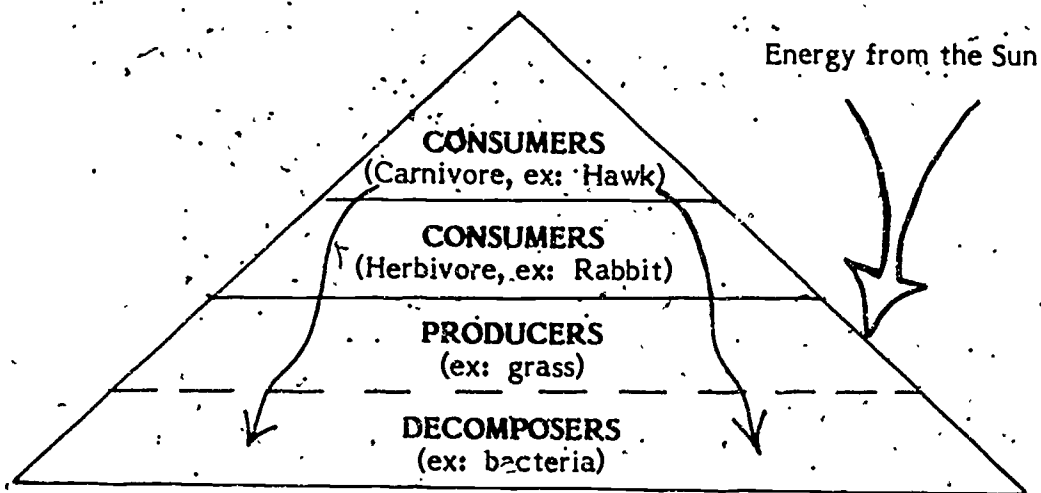 Energy from the Sun
CONSUMERS
(Carnivore, ex: Hawk)
CONSUMERS
(Herbivore, ex: Rabbit)
PRODUCERS
(ex: grass)
DECOMPOSERS
(ex: bacteria)